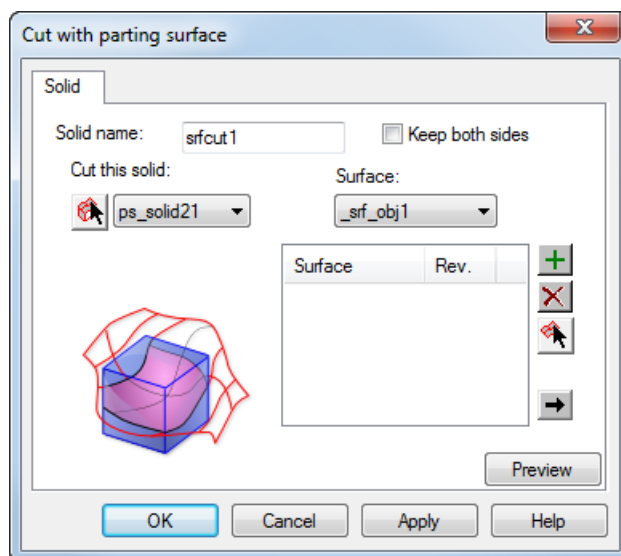 Cut with parting surface
Solid
Solid name: srfcut1 Keep both sides
Cut this solid:
Surface:
ps_solid21 _srf_obj1
Surface Rev.
Preview
OK Cancel Apply Help